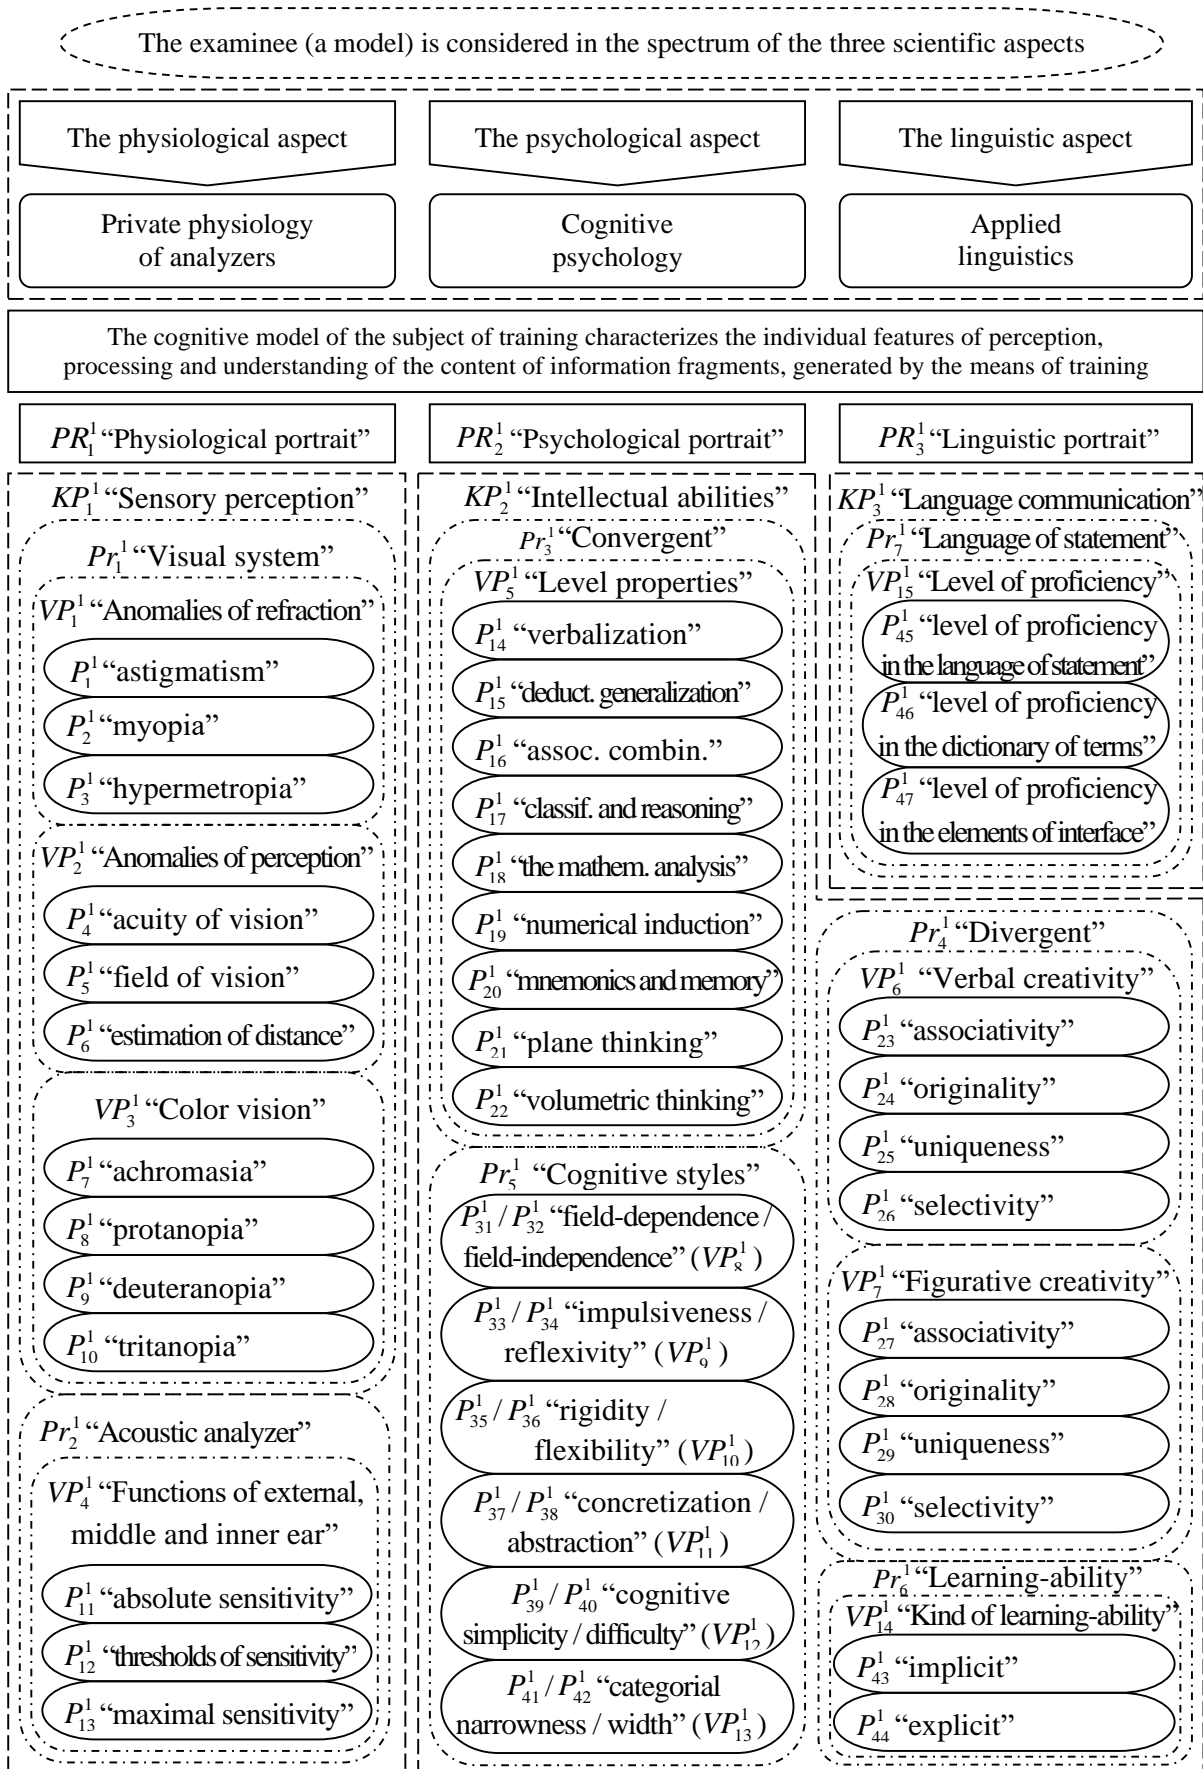 The examinee (a model) is considered in the spectrum of the three scientific aspects
The physiological aspect
The psychological aspect
The linguistic aspect
Private physiology
of analyzers
Cognitive
psychology
Applied
linguistics
The cognitive model of the subject of training characterizes the individual features of perception,
processing and understanding of the content of information fragments, generated by the means of training
PR₁¹ “Physiological portrait”
PR₂¹ “Psychological portrait”
PR₃¹ “Linguistic portrait”
KP₁¹ “Sensory perception”
Pr₁¹ “Visual system”
VP₁¹ “Anomalies of refraction”
P₁¹ “astigmatism”
P₂¹ “myopia”
P₃¹ “hypermetropia”
VP₂¹ “Anomalies of perception”
P₄¹ “acuity of vision”
P₅¹ “field of vision”
P₆¹ “estimation of distance”
VP₃¹ “Color vision”
P₇¹ “achromasia”
P₈¹ “protanopia”
P₉¹ “deuteranopia”
P₁₀¹ “tritanopia”
Pr₂¹ “Acoustic analyzer”
VP₄¹ “Functions of external,
middle and inner ear”
P₁₁¹ “absolute sensitivity”
P₁₂¹ “thresholds of sensitivity”
P₁₃¹ “maximal sensitivity”
KP₂¹ “Intellectual abilities”
Pr₃¹ “Convergent”
VP₅¹ “Level properties”
P₁₄¹ “verbalization”
P₁₅¹ “deduct. generalization”
P₁₆¹ “assoc. combin.”
P₁₇¹ “classif. and reasoning”
P₁₈¹ “the mathem. analysis”
P₁₉¹ “numerical induction”
P₂₀¹ “mnemonics and memory”
P₂₁¹ “plane thinking”
P₂₂¹ “volumetric thinking”
Pr₅¹ “Cognitive styles”
P₃₁¹ / P₃₂¹ “field-dependence /
field-independence” (VP₈¹)
P₃₃¹ / P₃₄¹ “impulsiveness /
reflexivity” (VP₉¹)
P₃₅¹ / P₃₆¹ “rigidity /
flexibility” (VP₁₀¹)
P₃₇¹ / P₃₈¹ “concretization /
abstraction” (VP₁₁¹)
P₃₉¹ / P₄₀¹ “cognitive
simplicity / difficulty” (VP₁₂¹)
P₄₁¹ / P₄₂¹ “categorial
narrowness / width” (VP₁₃¹)
KP₃¹ “Language communication”
Pr₇¹ “Language of statement”
VP₁₅¹ “Level of proficiency”
P₄₅¹ “level of proficiency
in the language of statement”
P₄₆¹ “level of proficiency
in the dictionary of terms”
P₄₇¹ “level of proficiency
in the elements of interface”
Pr₄¹ “Divergent”
VP₆¹ “Verbal creativity”
P₂₃¹ “associativity”
P₂₄¹ “originality”
P₂₅¹ “uniqueness”
P₂₆¹ “selectivity”
VP₇¹ “Figurative creativity”
P₂₇¹ “associativity”
P₂₈¹ “originality”
P₂₉¹ “uniqueness”
P₃₀¹ “selectivity”
Pr₆¹ “Learning-ability”
VP₁₄¹ “Kind of learning-ability”
P₄₃¹ “implicit”
P₄₄¹ “explicit”